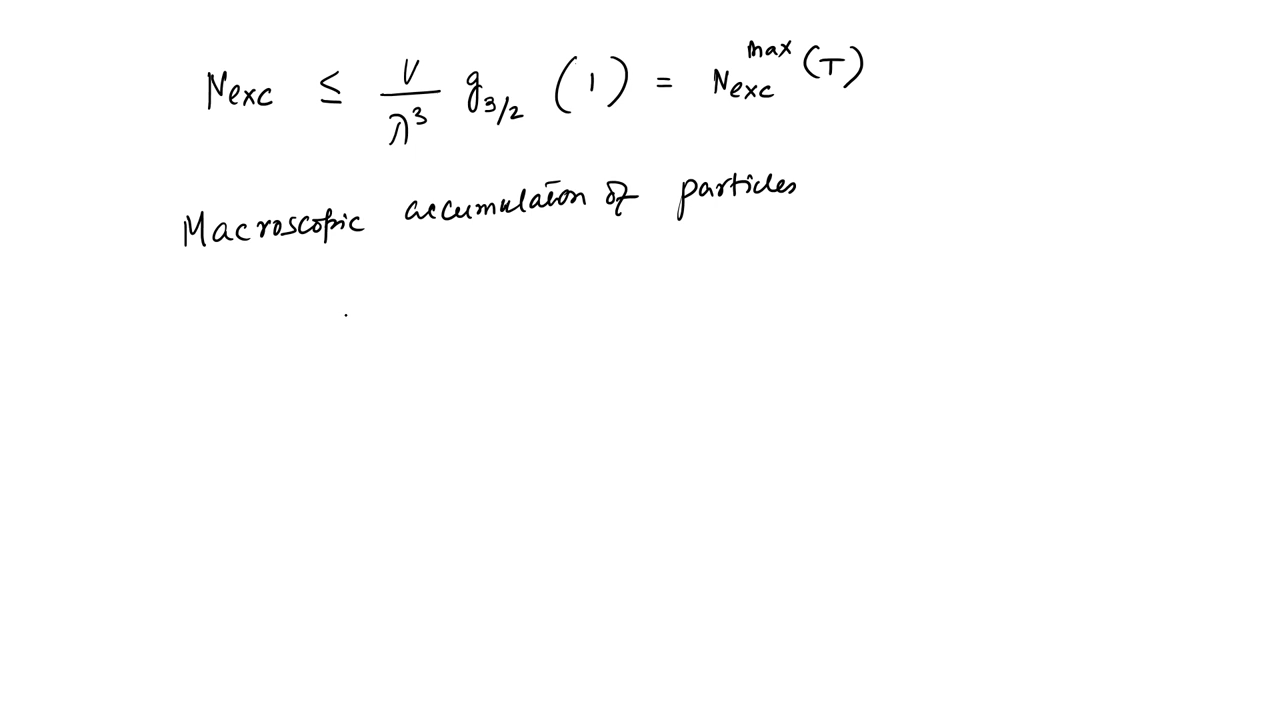 Nexc ≤ V/λ³ g₃/₂ (1) = Nexc^max (T)
Macroscopic accumulation of particles